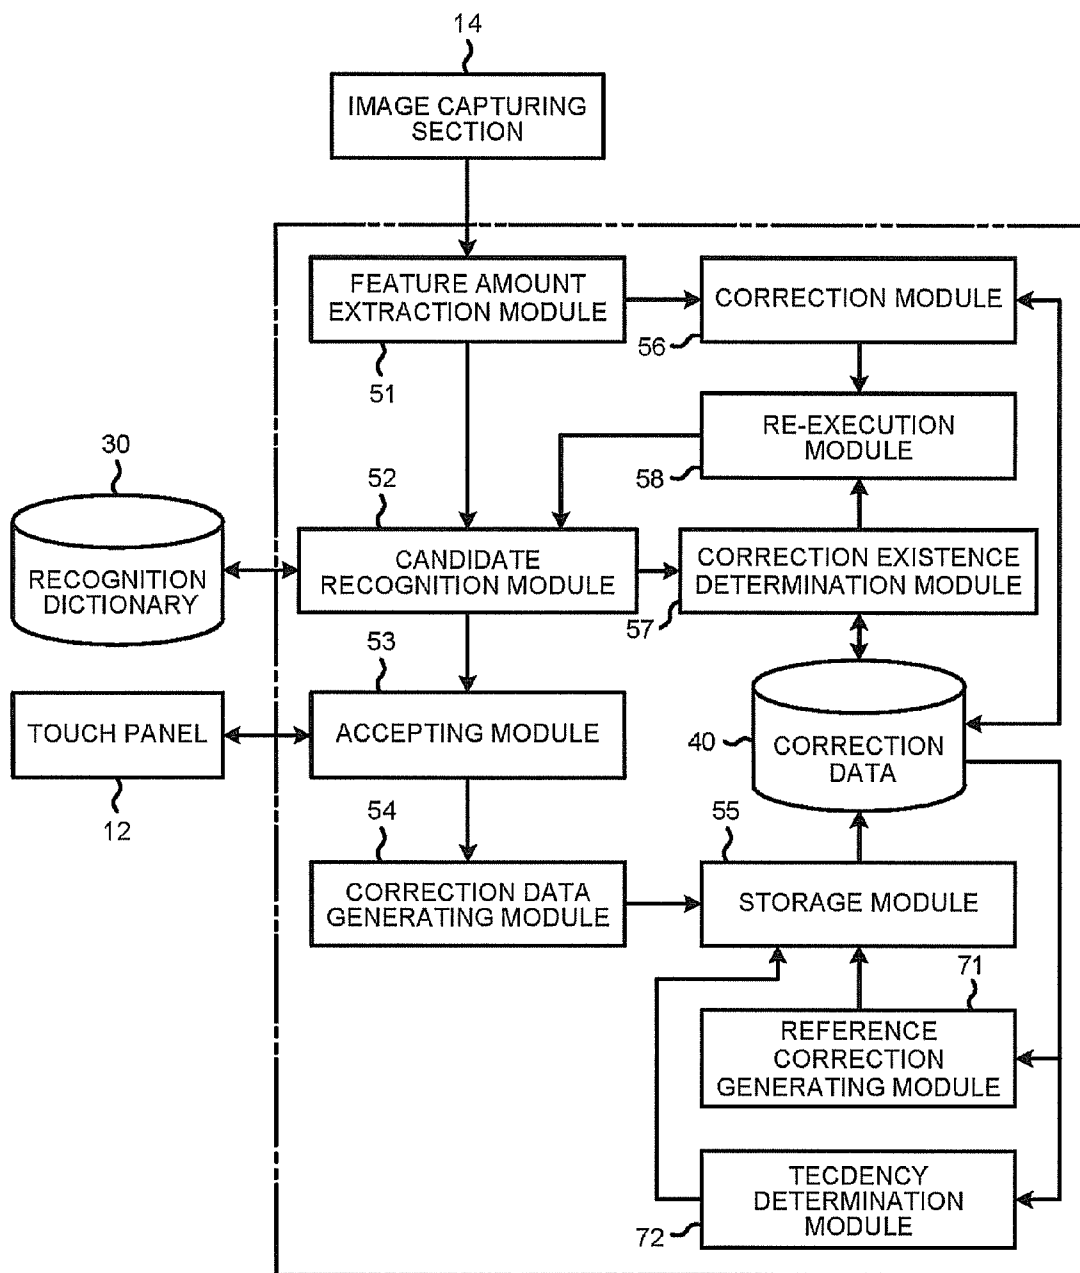 14
IMAGE CAPTURING
SECTION
FEATURE AMOUNT
EXTRACTION MODULE
51
CORRECTION MODULE
56
RE-EXECUTION
MODULE
58
30
RECOGNITION
DICTIONARY
52
CANDIDATE
RECOGNITION MODULE
CORRECTION EXISTENCE
DETERMINATION MODULE
57
53
TOUCH PANEL
12
ACCEPTING MODULE
40
CORRECTION
DATA
54
CORRECTION DATA
GENERATING MODULE
55
STORAGE MODULE
71
REFERENCE
CORRECTION
GENERATING MODULE
TECDENCY
DETERMINATION
MODULE
72